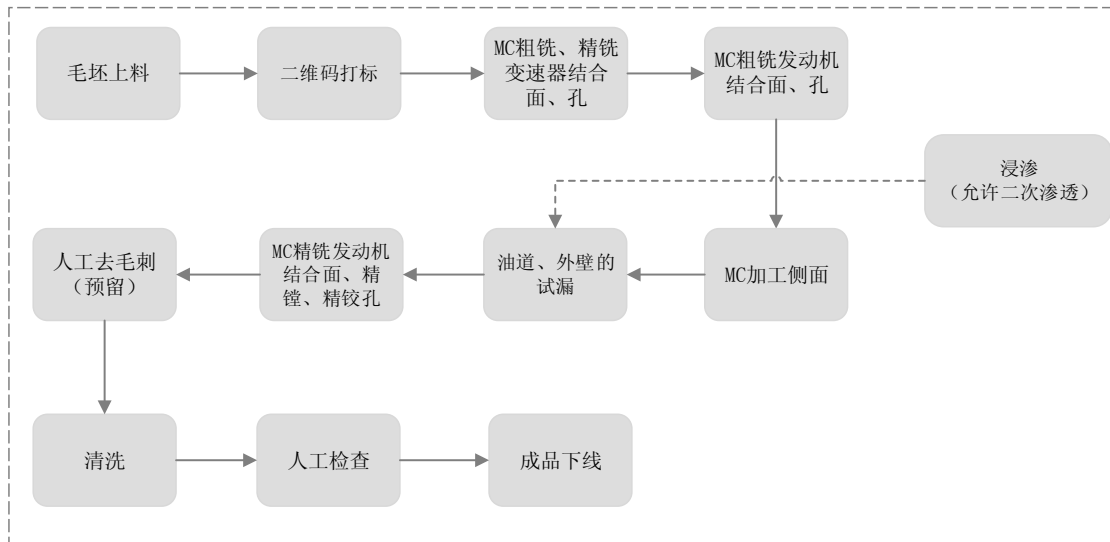 毛坯上料
二维码打标
MC粗铣、精铣
变速器结合
面、孔
MC粗铣发动机
结合面、孔
浸渗
（允许二次渗透）
人工去毛刺
（预留）
MC精铣发动机
结合面、精
镗、精铰孔
油道、外壁的
试漏
MC加工侧面
清洗
人工检查
成品下线